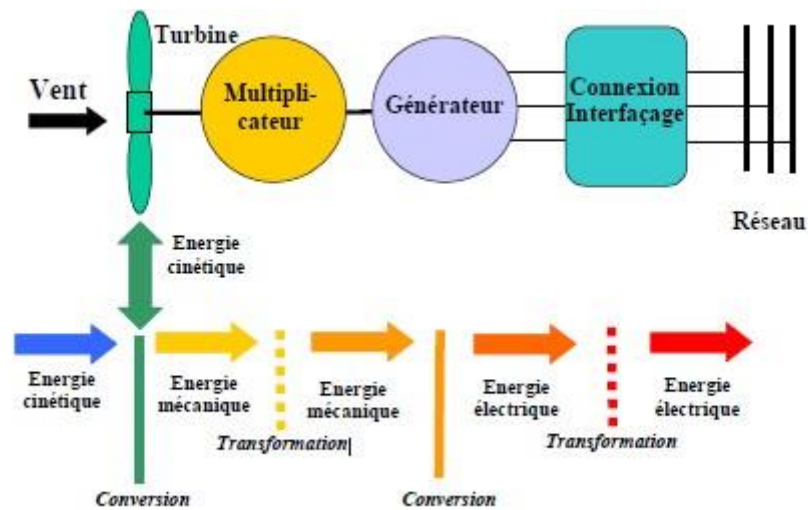 Turbine
Vent
Multipli-
cateur
Générateur
Connexion
Interfaçage
Réseau
Energie
cinétique
Energie
cinétique
Energie
mécanique
Energie
mécanique
Energie
électrique
Energie
électrique
Transformation|
Transformation
Conversion
Conversion